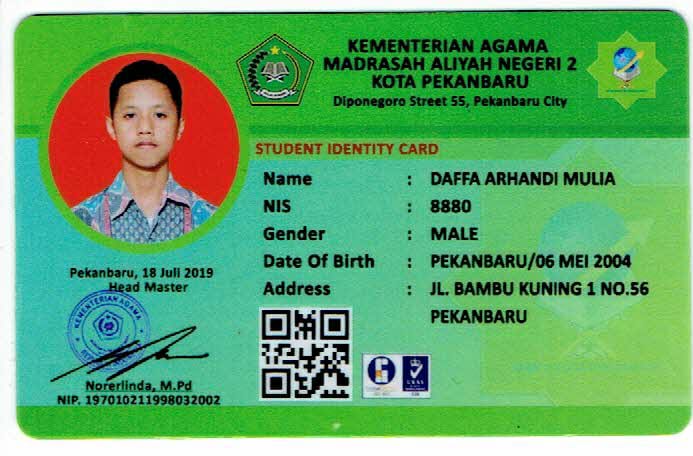 KEMENTERIAN AGAMA
MADRASAH ALIYAH NEGERI 2
KOTA PEKANBARU
Diponegoro Street 55, Pekanbaru City
STUDENT IDENTITY CARD
Name : DAFFA ARHANDI MULIA
NIS : 8880
Gender : MALE
Date Of Birth : PEKANBARU/06 MEI 2004
Address : JL. BAMBU KUNING 1 NO.56
PEKANBARU
Pekanbaru, 18 Juli 2019
Head Master
KEMENTERIAN AGAMA
Norerlinda, M.Pd
NIP. 197010211998032002
UKAS